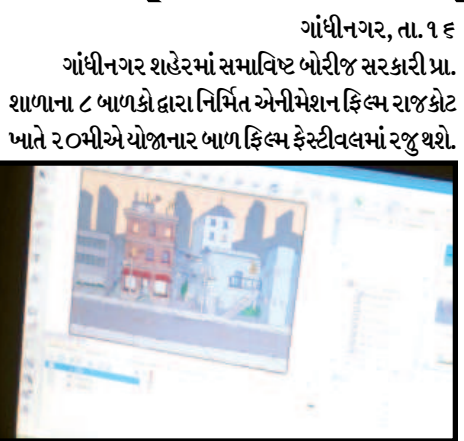 ગાંધીનગર, તા. ૧૬
ગાંધીનગર શહેરમાં સમાવિષ્ટ બોરીજ સરકારી પ્રા.
શાળાના ૮ બાળકો દ્વારા નિર્મિત એનીમેશન ફિલ્મ રાજકોટ
ખાતે ૨૦મીએ યોજાનાર બાળ ફિલ્મ ફેસ્ટીવલમાં રજુ થશે.